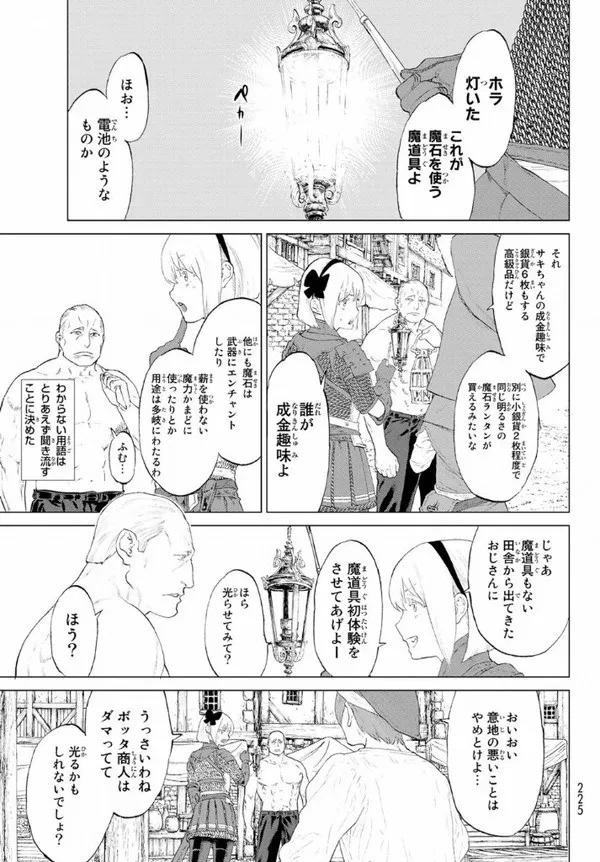 ホラ
灯いた
これが
魔石を使う
魔道具よ
ペカー
ほぉ…
電池のような
ものか
それ
サキちゃんの成金趣味で
銀貨6枚もする
高級品だけど
別に小銀貨2枚程度で
同じ明るさの
魔石ランタンが
買えるみたいな
誰が
成金趣味よ
他にも魔石は
武器にエンチャント
したり
薪を使わない
魔力かまどに
使ったりとか
用途は多岐にわたるわ
ふむ…
わからない用語は
とりあえず聞き流す
ことに決めた
じゃあ
魔道具もない
田舎から出てきた
おじさんに
魔道具初体験を
させてあげよー
ほら
光らせてみて?
ほう?
おいおい
意地の悪いことは
やめとけよ…
うっさいわね
ボッタ商人は
ダマってて
光るかも
しれないでしょ?
225